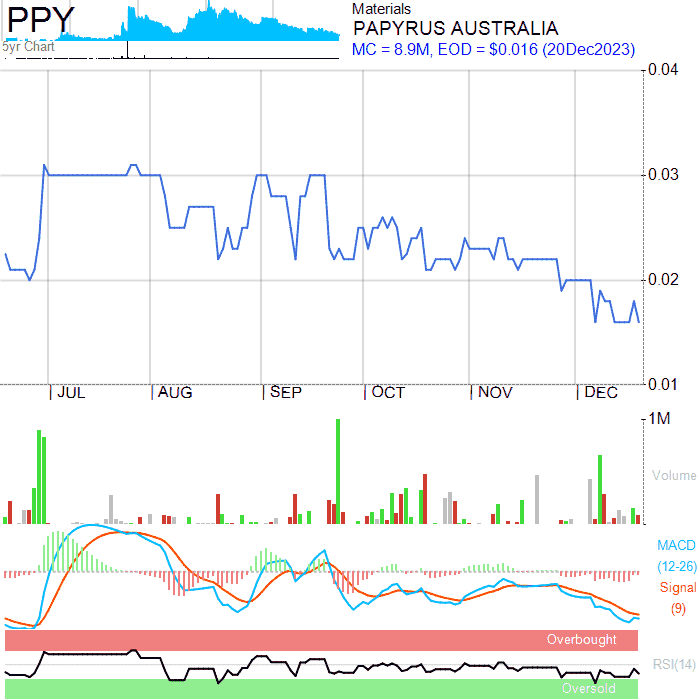 PPY
5yr Chart
Materials
PAPYRUS AUSTRALIA
MC = 8.9M, EOD = $0.016 (20Dec2023)
0.04
0.03
0.02
0.01
JUL AUG SEP OCT NOV DEC
1M
Volume
MACD
(12-26)
Signal
(9)
Overbought
RSI(14)
Oversold